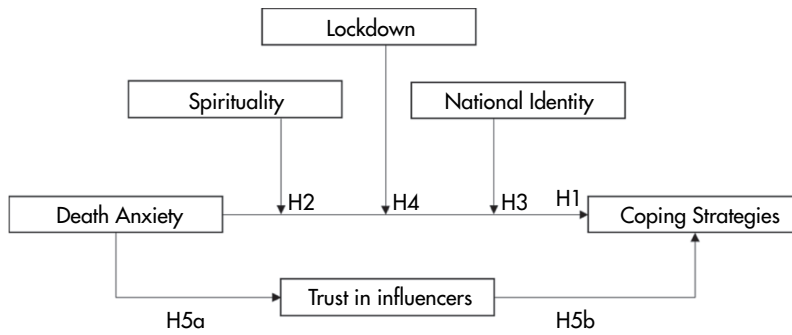 Lockdown
Spirituality
National Identity
H2
H4
H3
H1
Death Anxiety
Coping Strategies
Trust in influencers
H5a
H5b